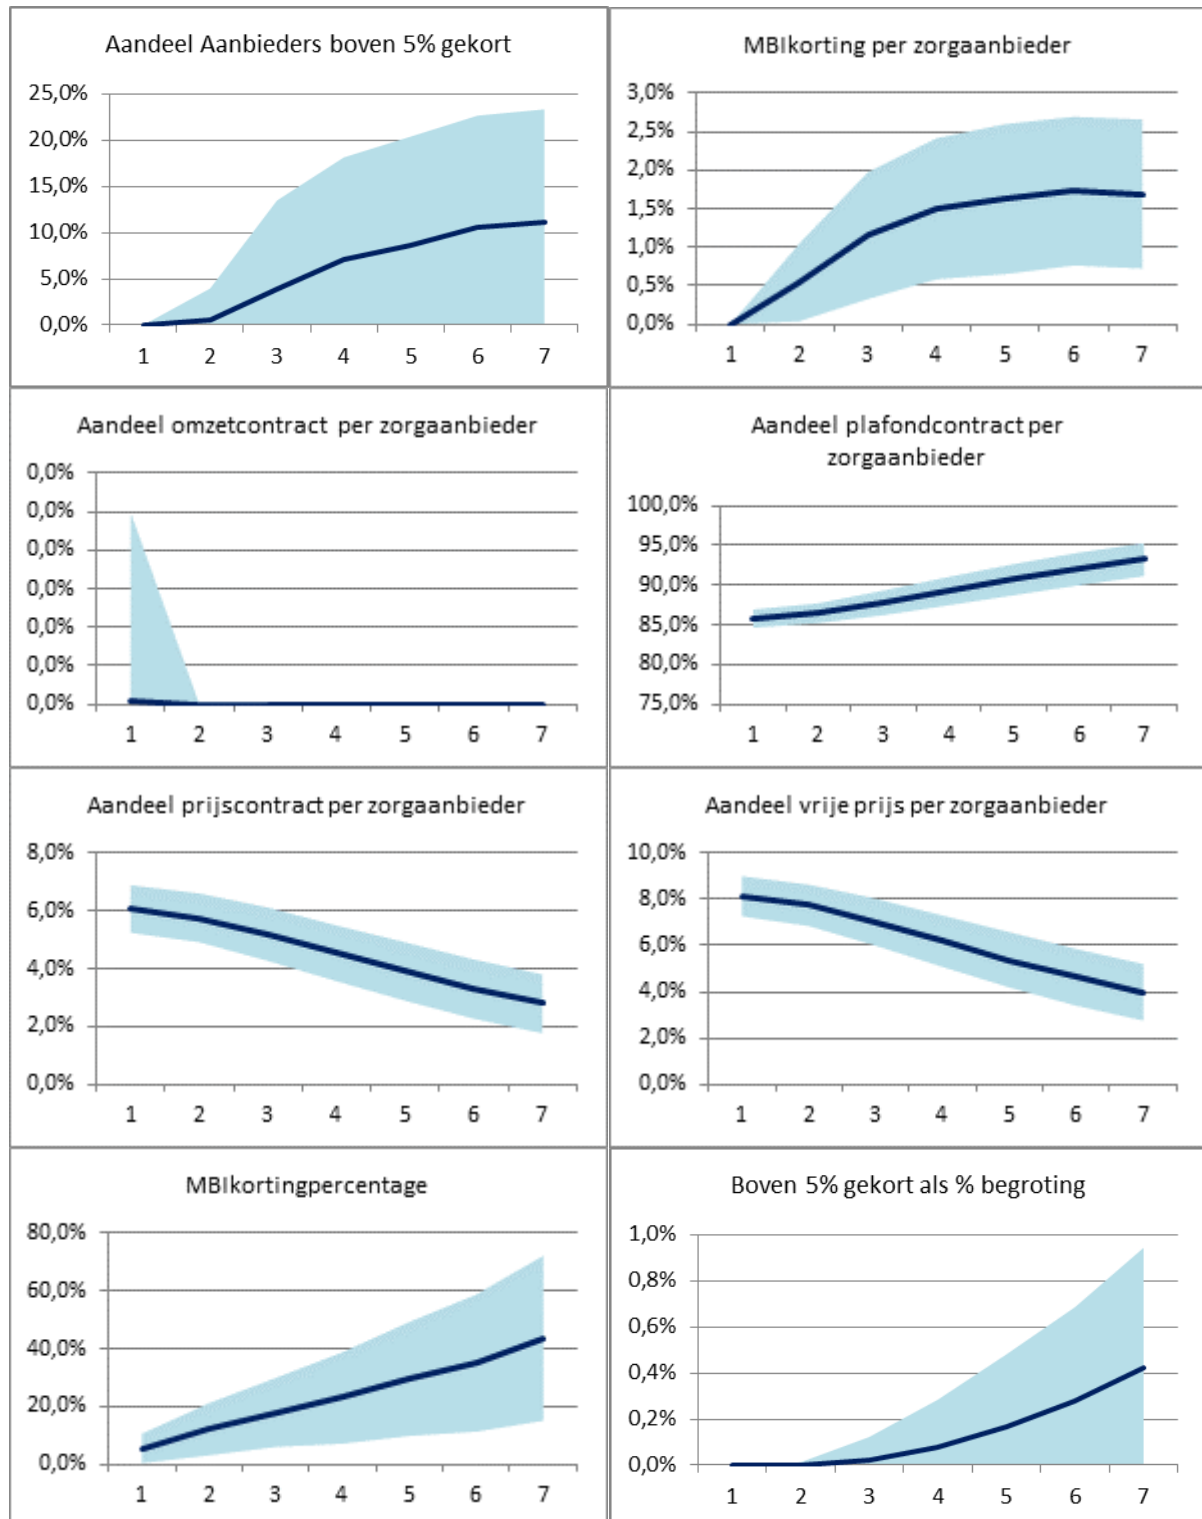 Aandeel Aanbieders boven 5% gekort
25,0%
20,0%
15,0%
10,0%
5,0%
0,0%
1 2 3 4 5 6 7
MBIkorting per zorgaanbieder
3,0%
2,5%
2,0%
1,5%
1,0%
0,5%
0,0%
1 2 3 4 5 6 7
Aandeel omzetcontract per zorgaanbieder
0,0%
0,0%
0,0%
0,0%
0,0%
0,0%
0,0%
1 2 3 4 5 6 7
Aandeel plafondcontract per
zorgaanbieder
100,0%
95,0%
90,0%
85,0%
80,0%
75,0%
1 2 3 4 5 6 7
Aandeel prijscontract per zorgaanbieder
8,0%
6,0%
4,0%
2,0%
0,0%
1 2 3 4 5 6 7
Aandeel vrije prijs per zorgaanbieder
10,0%
8,0%
6,0%
4,0%
2,0%
0,0%
1 2 3 4 5 6 7
MBIkortingpercentage
80,0%
60,0%
40,0%
20,0%
0,0%
1 2 3 4 5 6 7
Boven 5% gekort als % begroting
1,0%
0,8%
0,6%
0,4%
0,2%
0,0%
1 2 3 4 5 6 7